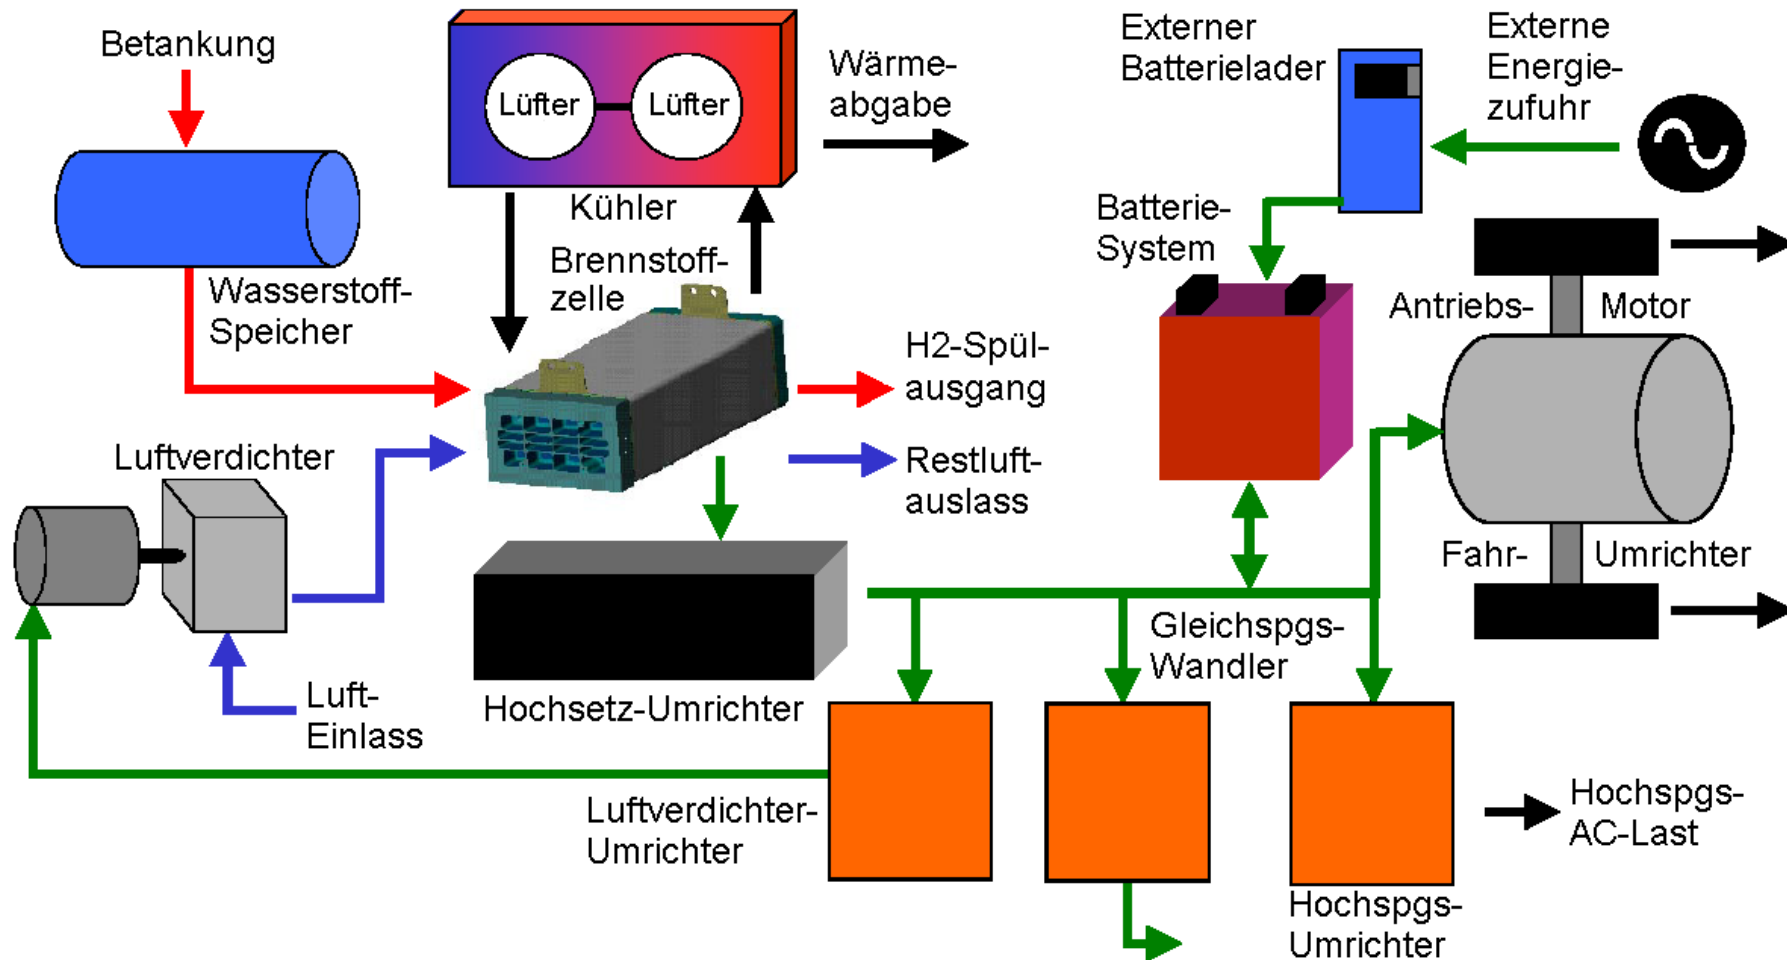 Betankung
Lüfter
Lüfter
Wärme-
abgabe
Externer
Batterielader
Externe
Energie-
zufuhr
Kühler
Brennstoff-
zelle
Wasserstoff-
Speicher
Batterie-
System
Antriebs-
Motor
H2-Spül-
ausgang
Restluft-
auslass
Luftverdichter
Fahr-
Umrichter
Luft-
Einlass
Hochsetz-Umrichter
Gleichspgs-
Wandler
Luftverdichter-
Umrichter
Hochspgs-
AC-Last
Hochspgs-
Umrichter